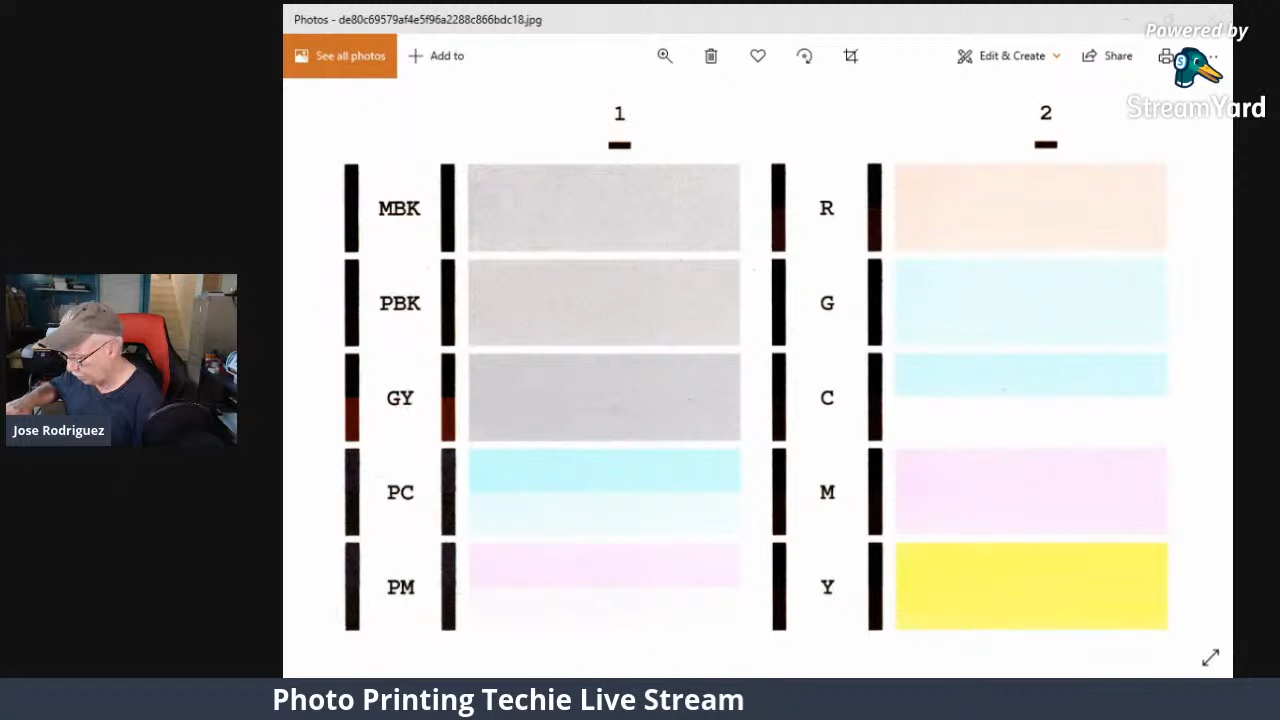 Photos - de80c69579af4e5f96a2288c866bdc18.jpg
Powered by
See all photos
Add to
Edit & Create
Share
StreamYard
1
2
MBK
R
PBK
G
GY
C
PC
M
PM
Y
Jose Rodriguez
Photo Printing Techie Live Stream